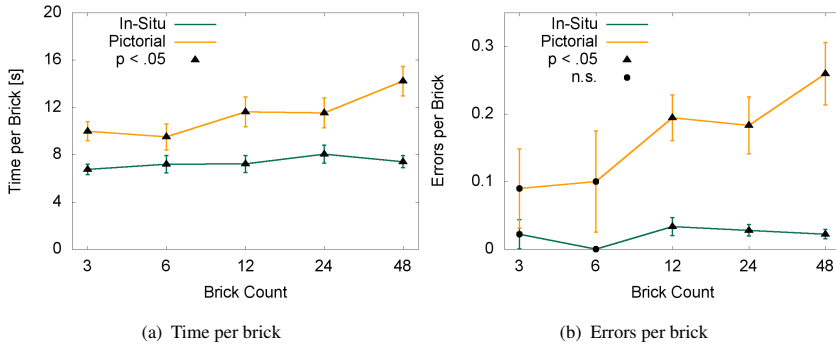 In-Situ
Pictorial
p < .05
20
16
12
8
4
0
Time per Brick [s]
3 6 12 24 48
Brick Count
(a) Time per brick
In-Situ
Pictorial
p < .05
n.s.
0.3
0.2
0.1
0
Errors per Brick
3 6 12 24 48
Brick Count
(b) Errors per brick